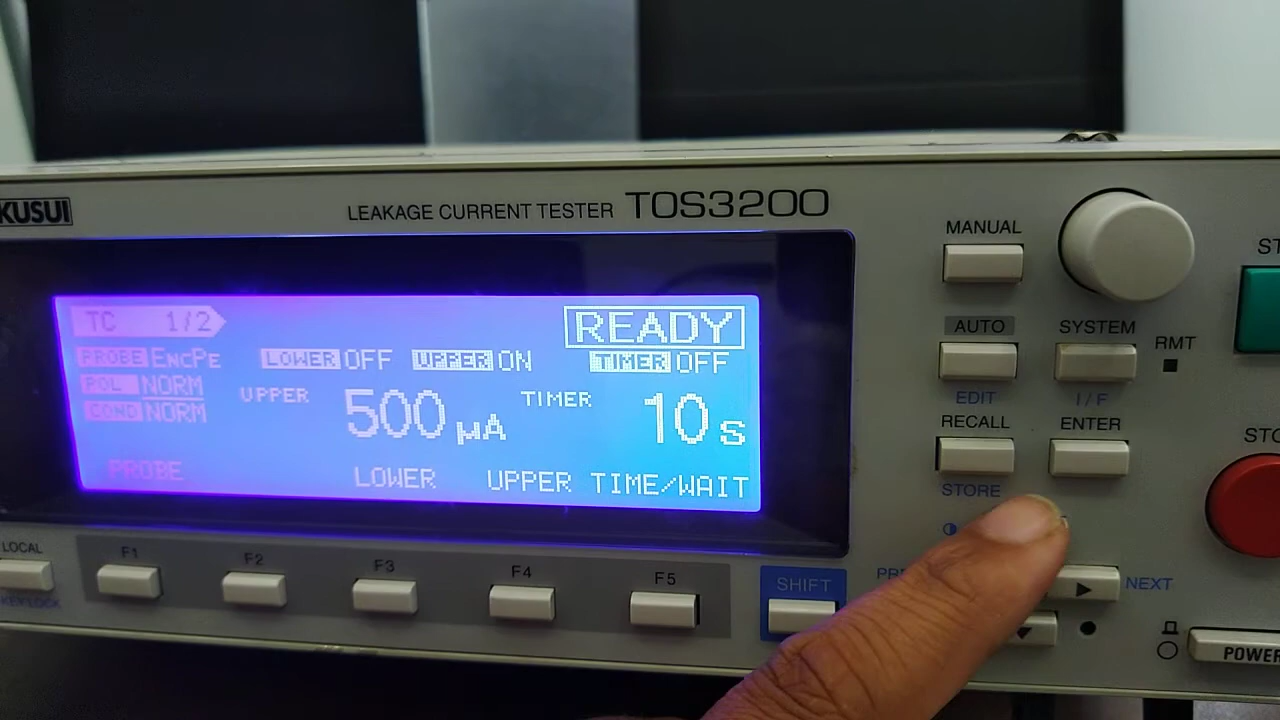 KUSUI
LEAKAGE CURRENT TESTER TOS3200
TC 1/2
READY
PROBE EncPE LOWER OFF UPPER ON TIMER OFF
POL NORM
COND NORM
UPPER 500 µA TIMER 10 s
PROBE LOWER UPPER TIME/WAIT
LOCAL
KEYLOCK
F1 F2 F3 F4 F5
SHIFT
MANUAL
AUTO SYSTEM
EDIT I/F
RMT
RECALL ENTER
STORE
NEXT
POWER